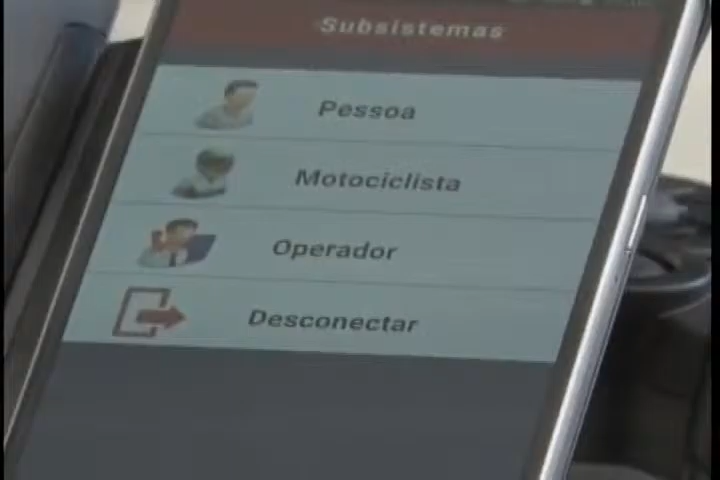 Subsistemas
Pessoa
Motociclista
Operador
Desconectar